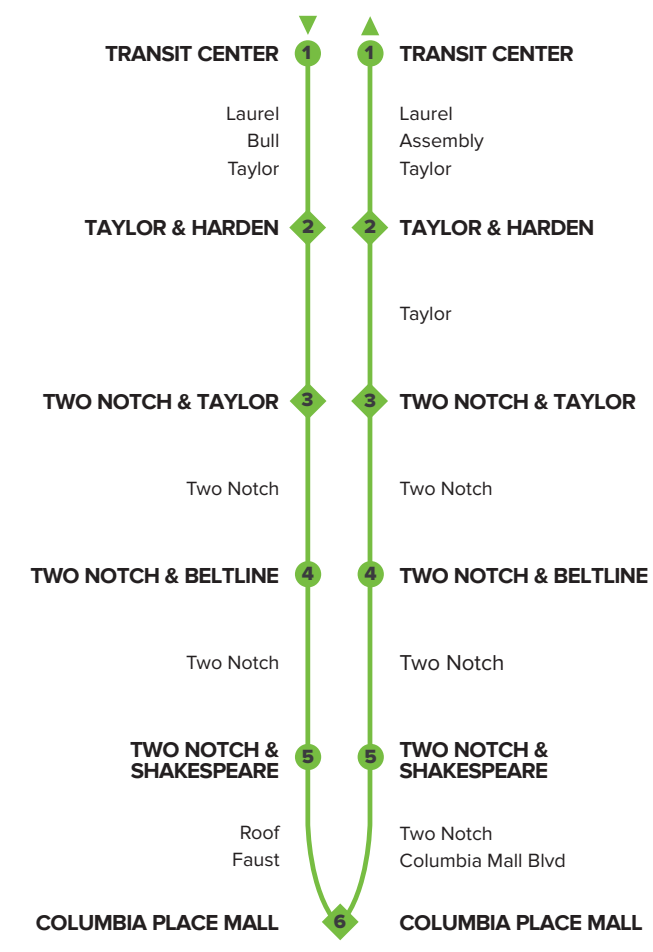 TRANSIT CENTER 1
Laurel
Bull
Taylor
TAYLOR & HARDEN 2
TWO NOTCH & TAYLOR 3
Two Notch
TWO NOTCH & BELTLINE 4
Two Notch
TWO NOTCH &
SHAKESPEARE 5
Roof
Faust
COLUMBIA PLACE MALL 6
1 TRANSIT CENTER
Laurel
Assembly
Taylor
2 TAYLOR & HARDEN
Taylor
3 TWO NOTCH & TAYLOR
Two Notch
4 TWO NOTCH & BELTLINE
Two Notch
5 TWO NOTCH &
SHAKESPEARE
Two Notch
Columbia Mall Blvd
COLUMBIA PLACE MALL